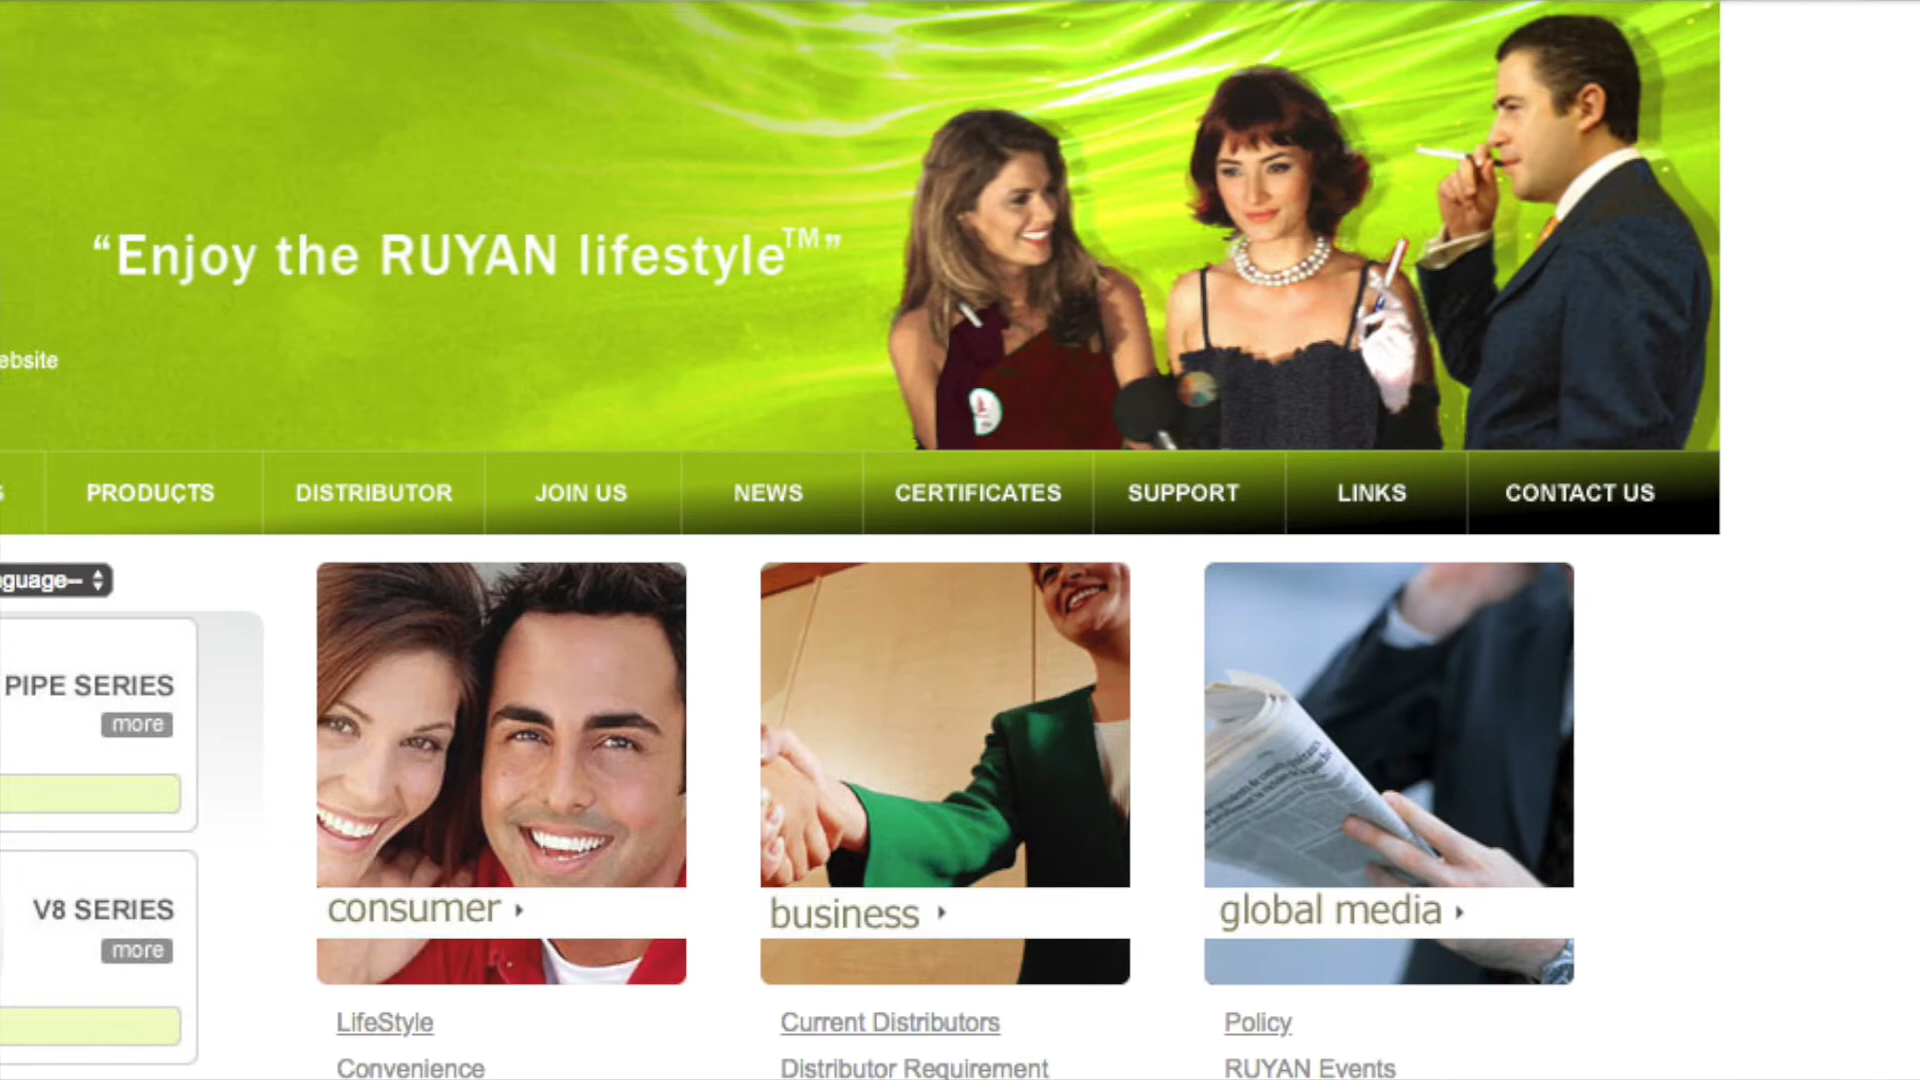 “Enjoy the RUYAN lifestyle™”
ebsite
PRODUCTS DISTRIBUTOR JOIN US NEWS CERTIFICATES SUPPORT LINKS CONTACT US
guage--
PIPE SERIES
more
V8 SERIES
more
consumer
business
global media
LifeStyle
Current Distributors
Policy
Convenience
Distributor Requirement
RUYAN Events